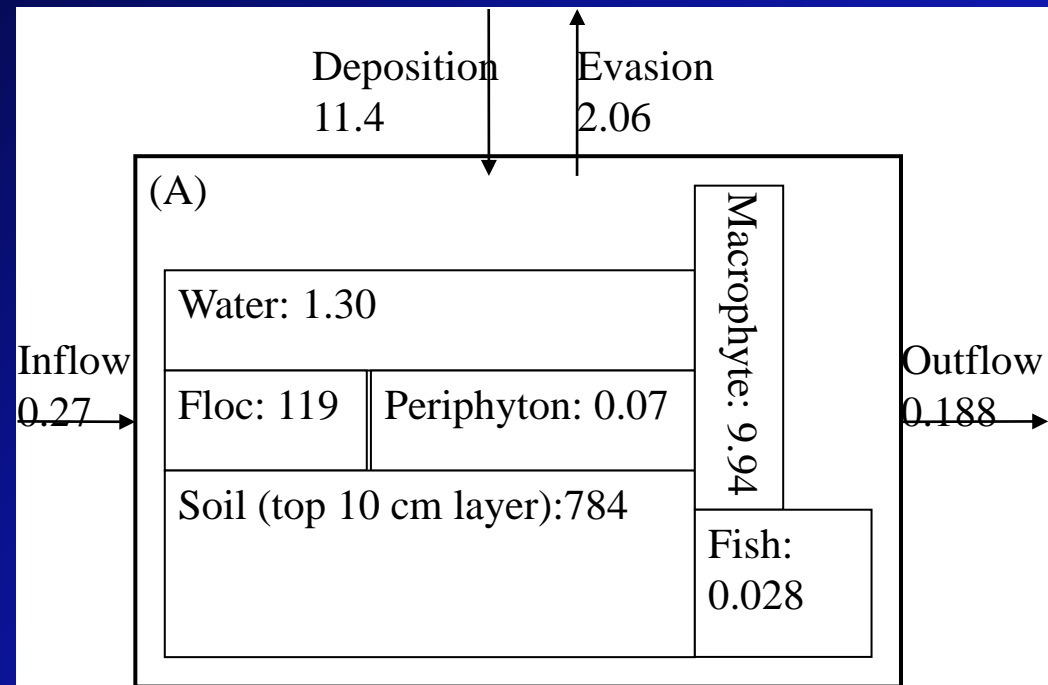 Deposition
11.4
Evasion
2.06
(A)
Macrophyte: 9.94
Water: 1.30
Inflow
0.27
Floc: 119
Periphyton: 0.07
Outflow
0.188
Soil (top 10 cm layer):784
Fish:
0.028